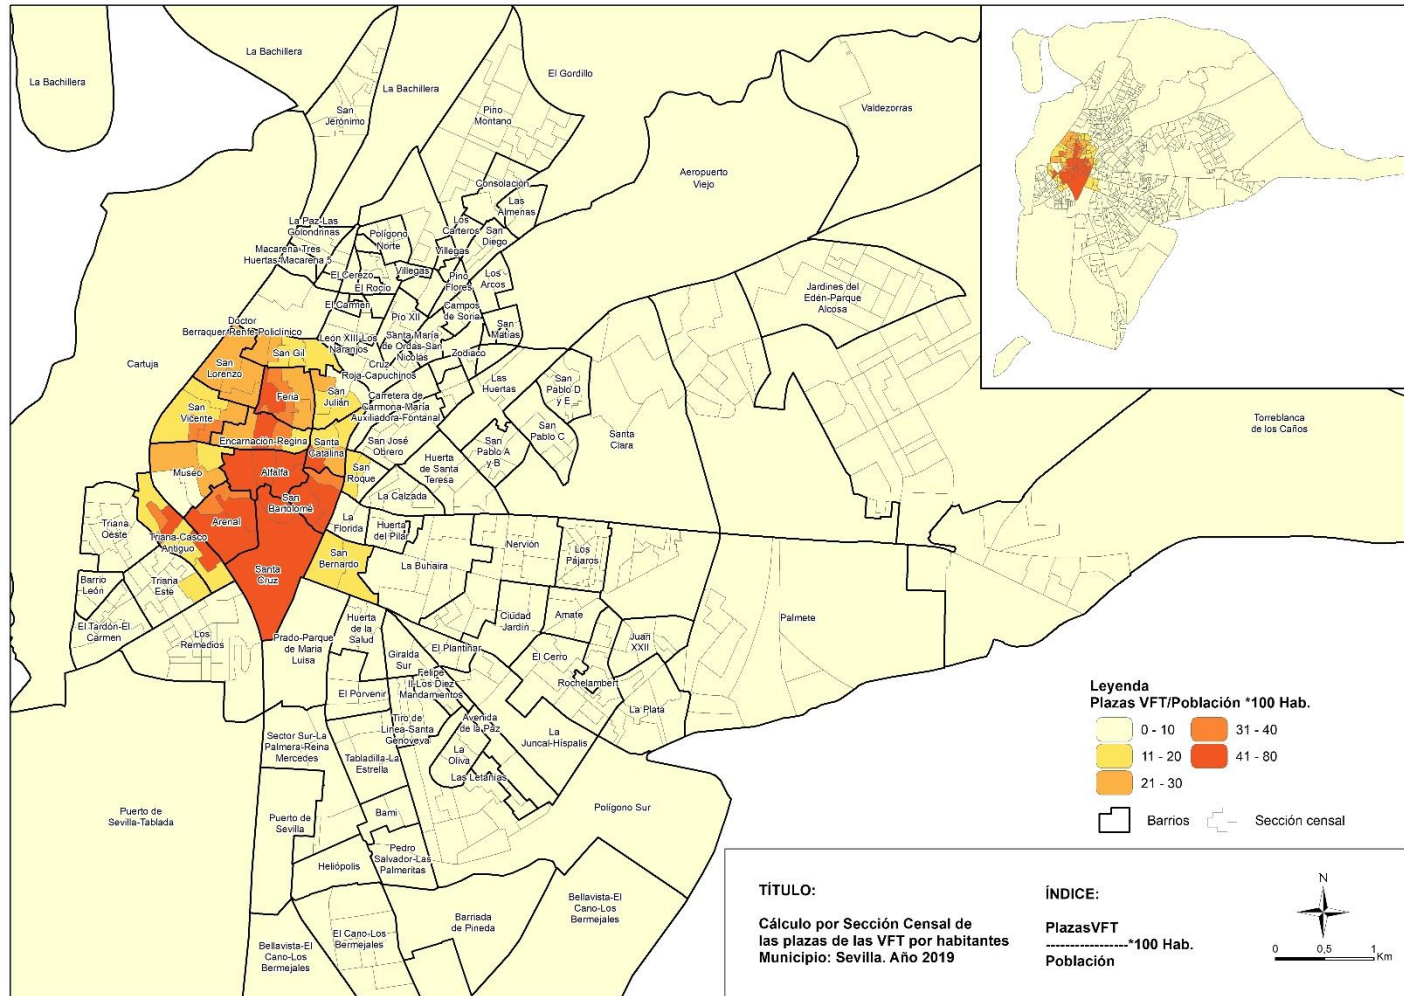 La Bachillera
La Bachillera
La Bachillera
El Gordillo
Valdezorras
San
Jerónimo
Pino
Montano
Aeropuerto
Viejo
Consolación
Las
Almenas
La Paz-Las
Golondrinas
Polígono
Norte
Los
Carteros
San
Diego
Macarena Tres
Huertas-Macarena 5
Villegas
Villegas
El Cerezo
El Rocio
Pino
Flores
Los
Arcos
Jardines del
Edén-Parque
Alcosa
El Carmen
Pío XII
Campos
de Soria
San
Matías
Doctor
Berraquer-Renfe-Policlínico
León XIII-Los
Naranjos
Santa María
de Ordás-San
Nicolás
Zodiaco
Cartuja
San Gil
San
Lorenzo
Cruz
Roja-Capuchinos
Las
Huertas
San
Pablo D
y E
Feria
San
Julián
Carretera de
Carmona-María
Auxiliadora-Fontanal
San
Vicente
San
Pablo C
Santa
Clara
Torreblanca
de los Caños
Encarnación-Regina
Santa
Catalina
San José
Obrero
San
Pablo A
y B
Museo
Alfalfa
San
Roque
Huerta
de Santa
Teresa
La Calzada
San
Bartolomé
Arenal
La
Florida
Huerta
del Pilar
Triana
Oeste
Triana-Casco
Antiguo
Nervión
Los
Pájaros
San
Bernardo
La Buhaira
Santa
Cruz
Barrio
León
Triana
Este
El Tardón-El
Carmen
Los
Remedios
Prado-Parque
de Maria
Luisa
Huerta
de la
Salud
Ciudad
Jardín
Amate
Palmete
Juan
XXII
Giralda
Sur
El Plantinar
El Cerro
Felipe
II-Los Diez
Mandamientos
Rochelambert
El Porvenir
La Plata
Tiro de
Línea-Santa
Genoveva
Avenida
de la Paz
Sector Sur-La
Palmera-Reina
Mercedes
Tabladilla-La
Estrella
La
Oliva
La
Juncal-Híspalis
Las Letanías
Puerto de
Sevilla-Tablada
Puerto de
Sevilla
Bami
Polígono Sur
Pedro
Salvador-Las
Palmeritas
Heliópolis
Bellavista-El
Cano-Los
Bermejales
El Cano-Los
Bermejales
Barriada
de Pineda
Bellavista-El
Cano-Los Bermejales
Leyenda
Plazas VFT/Población *100 Hab.
0 - 10
31 - 40
11 - 20
41 - 80
21 - 30
Barrios
Sección censal
TÍTULO:
Cálculo por Sección Censal de
las plazas de las VFT por habitantes
Municipio: Sevilla. Año 2019
ÍNDICE:
PlazasVFT
-----------------*100 Hab.
Población
N
0 0,5 1
Km